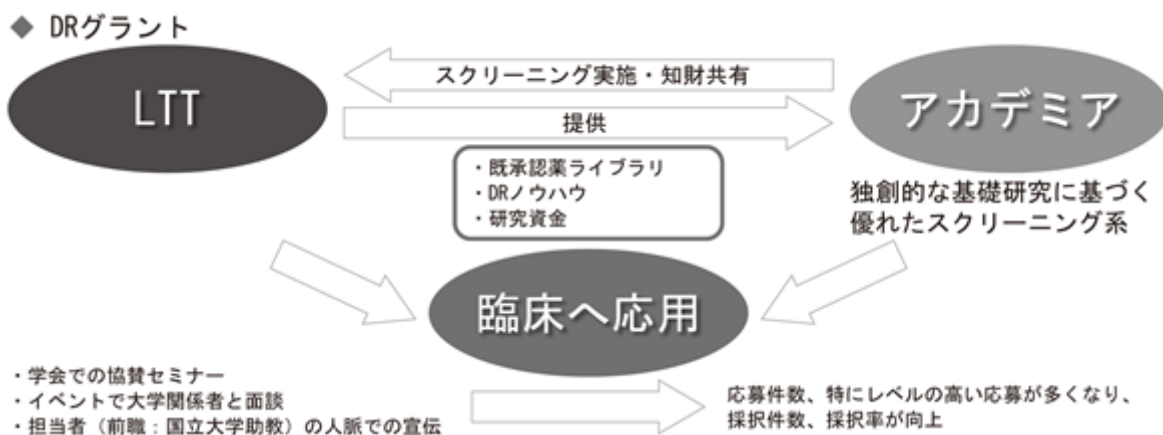 ◆ DRグラント
LTT
スクリーニング実施・知財共有
提供
アカデミア
・既承認薬ライブラリ
・DRノウハウ
・研究資金
独創的な基礎研究に基づく
優れたスクリーニング系
臨床へ応用
・学会での協賛セミナー
・イベントで大学関係者と面談
・担当者（前職：国立大学助教）の人脈での宣伝
応募件数、特にレベルの高い応募が多くなり、
採択件数、採択率が向上